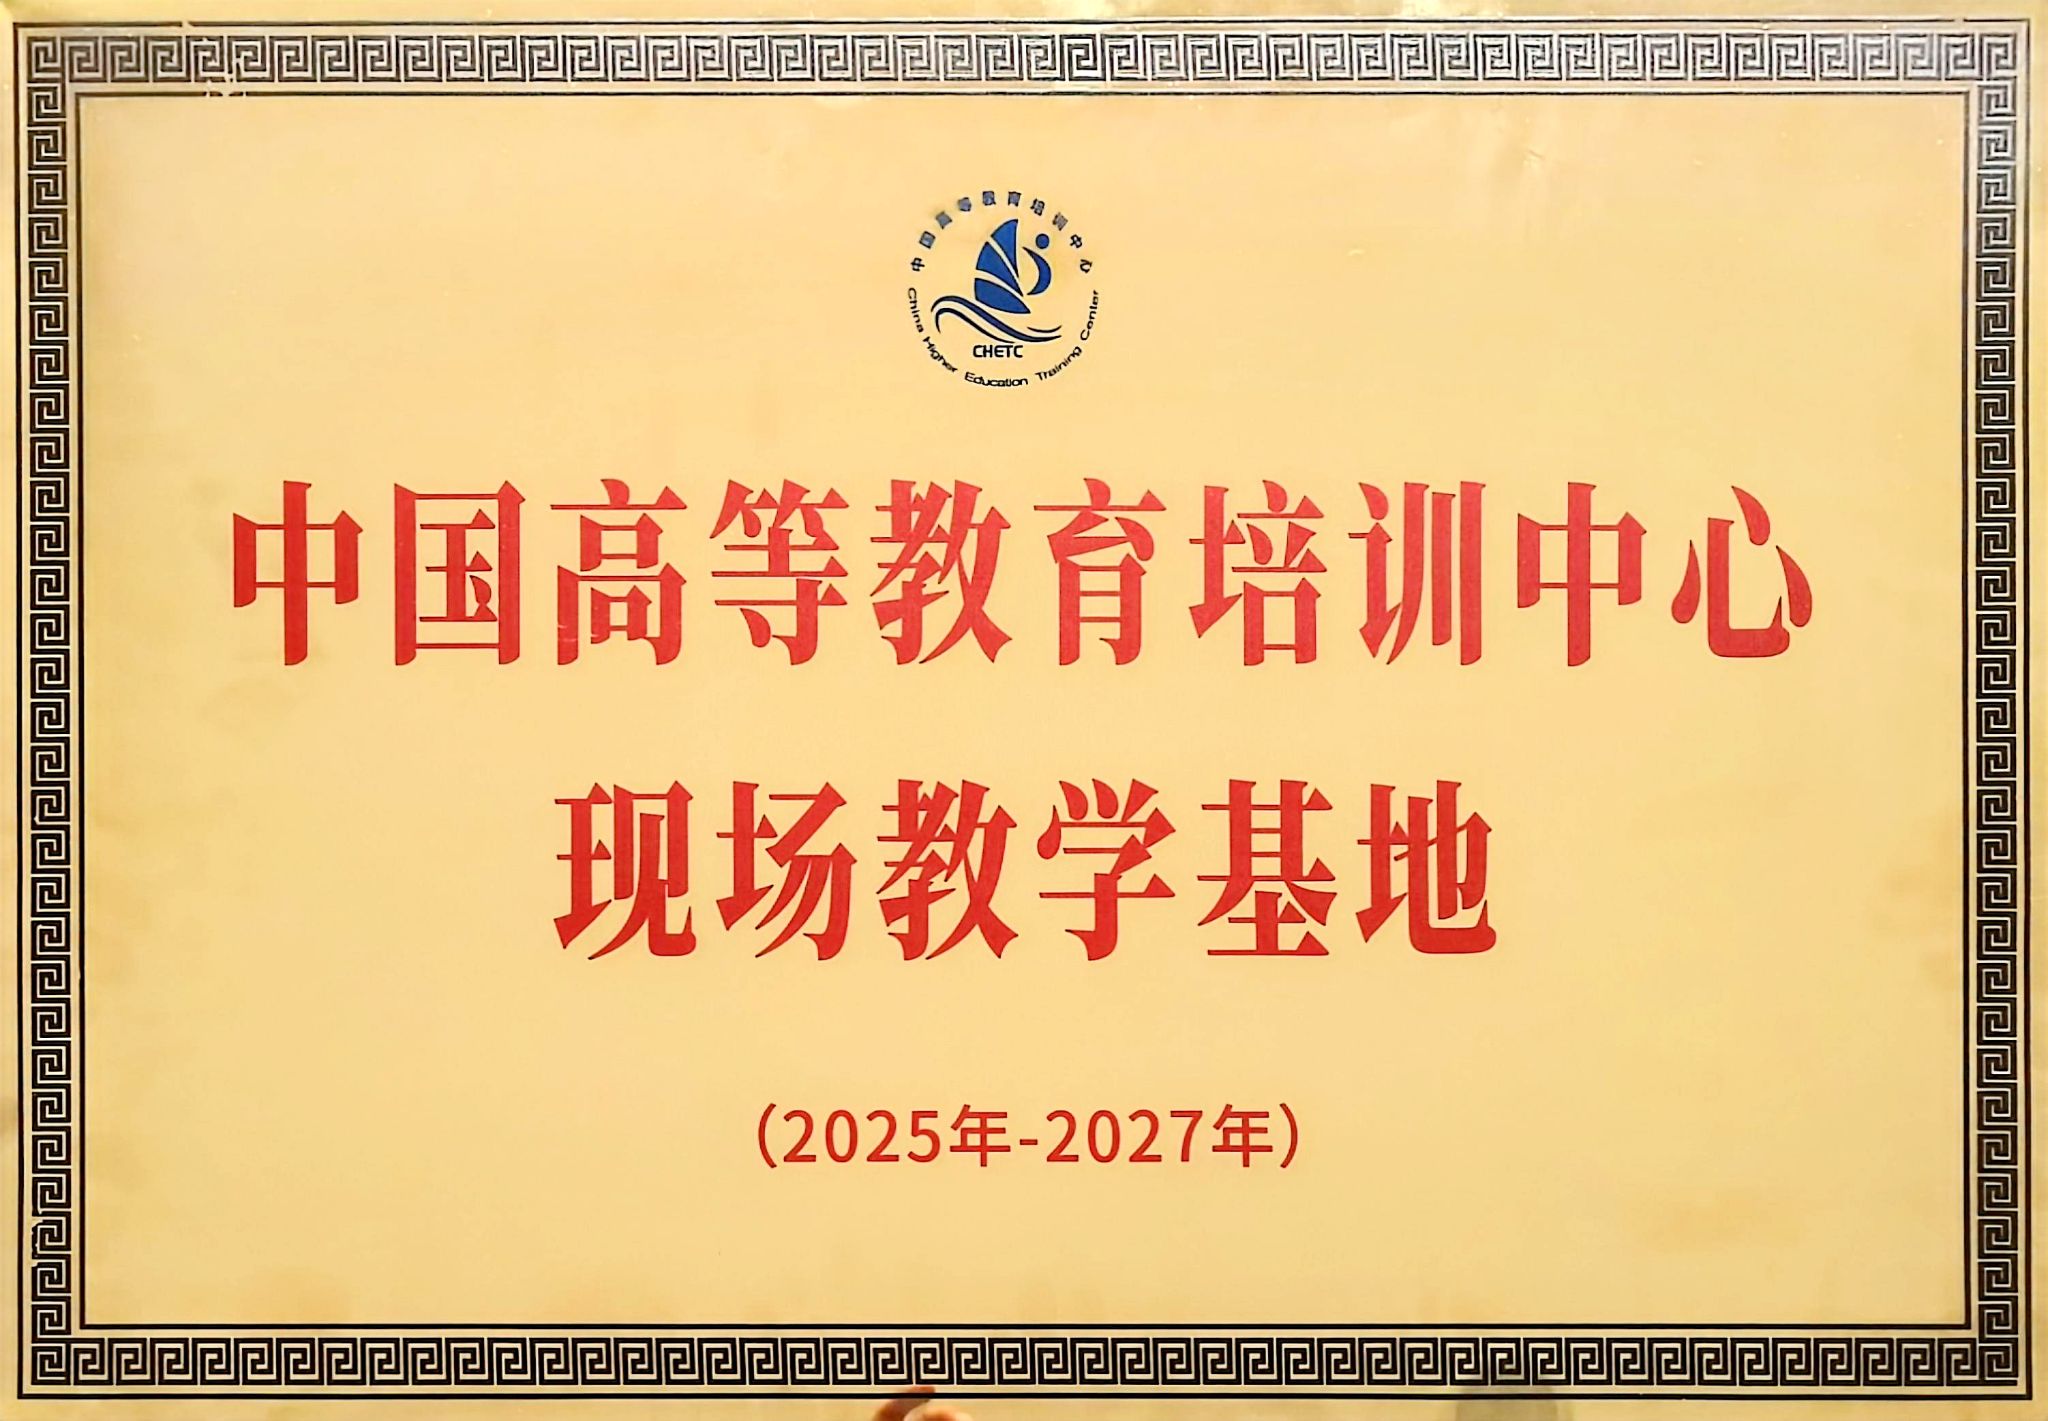 中国高等教育培训中心
China Higher Education Training Center
CHETC
中国高等教育培训中心
现场教学基地
（2025年-2027年）